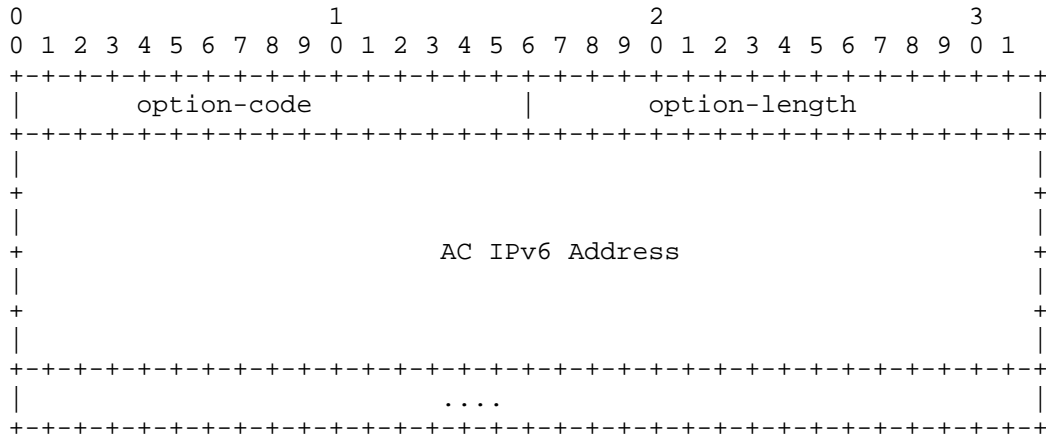 0                   1                   2                   3
0 1 2 3 4 5 6 7 8 9 0 1 2 3 4 5 6 7 8 9 0 1 2 3 4 5 6 7 8 9 0 1
+-+-+-+-+-+-+-+-+-+-+-+-+-+-+-+-+-+-+-+-+-+-+-+-+-+-+-+-+-+-+-+-+
|       option-code             |       option-length           |
+-+-+-+-+-+-+-+-+-+-+-+-+-+-+-+-+-+-+-+-+-+-+-+-+-+-+-+-+-+-+-+-+
|                                                               |
+                                                               +
|                                                               |
+                          AC IPv6 Address                      +
|                                                               |
+                                                               +
|                                                               |
+-+-+-+-+-+-+-+-+-+-+-+-+-+-+-+-+-+-+-+-+-+-+-+-+-+-+-+-+-+-+-+-+
|                          ....                                 |
+-+-+-+-+-+-+-+-+-+-+-+-+-+-+-+-+-+-+-+-+-+-+-+-+-+-+-+-+-+-+-+-+